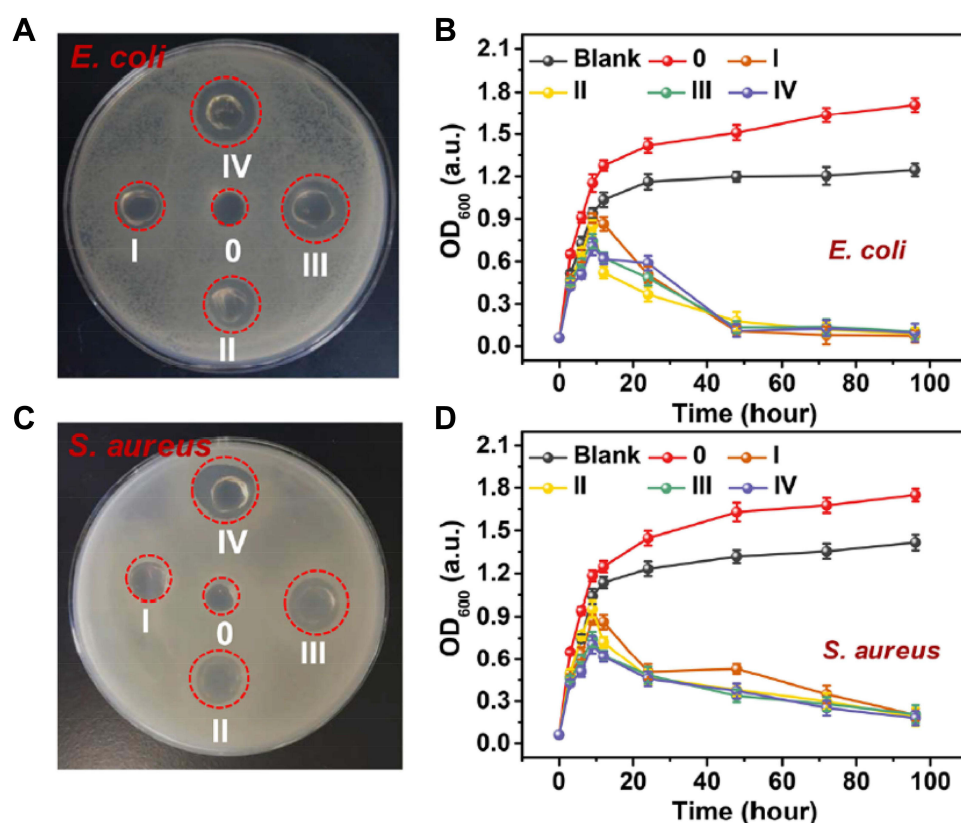 A
E. coli
IV
I
0
III
II
B
2.1
1.8
1.5
1.2
0.9
0.6
0.3
0.0
OD600 (a.u.)
Blank 0 I
II III IV
E. coli
0 20 40 60 80 100
Time (hour)
C
S. aureus
IV
I
0
III
II
D
2.1
1.8
1.5
1.2
0.9
0.6
0.3
0.0
OD600 (a.u.)
Blank 0 I
II III IV
S. aureus
0 20 40 60 80 100
Time (hour)